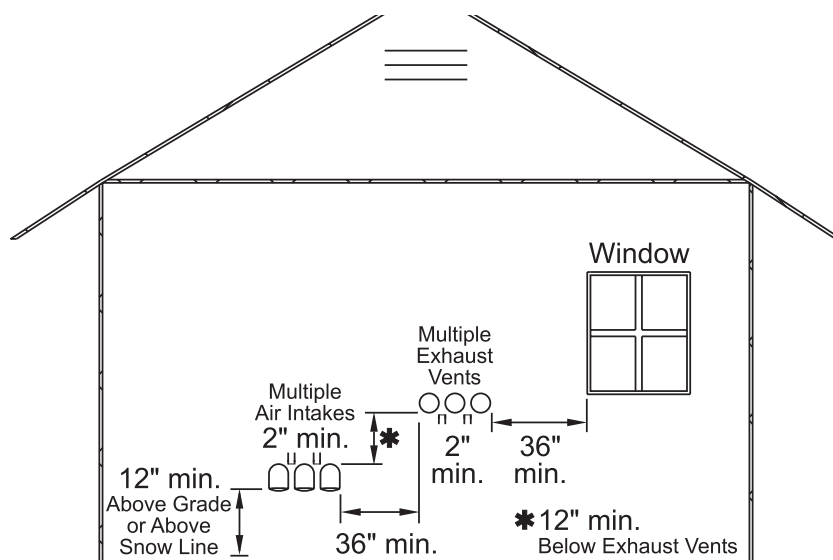 Window
Multiple
Exhaust
Vents
Multiple
Air Intakes
2" min.
✱
2"
min.
36"
min.
12" min.
Above Grade
or Above
Snow Line
36" min.
✱ 12" min.
Below Exhaust Vents